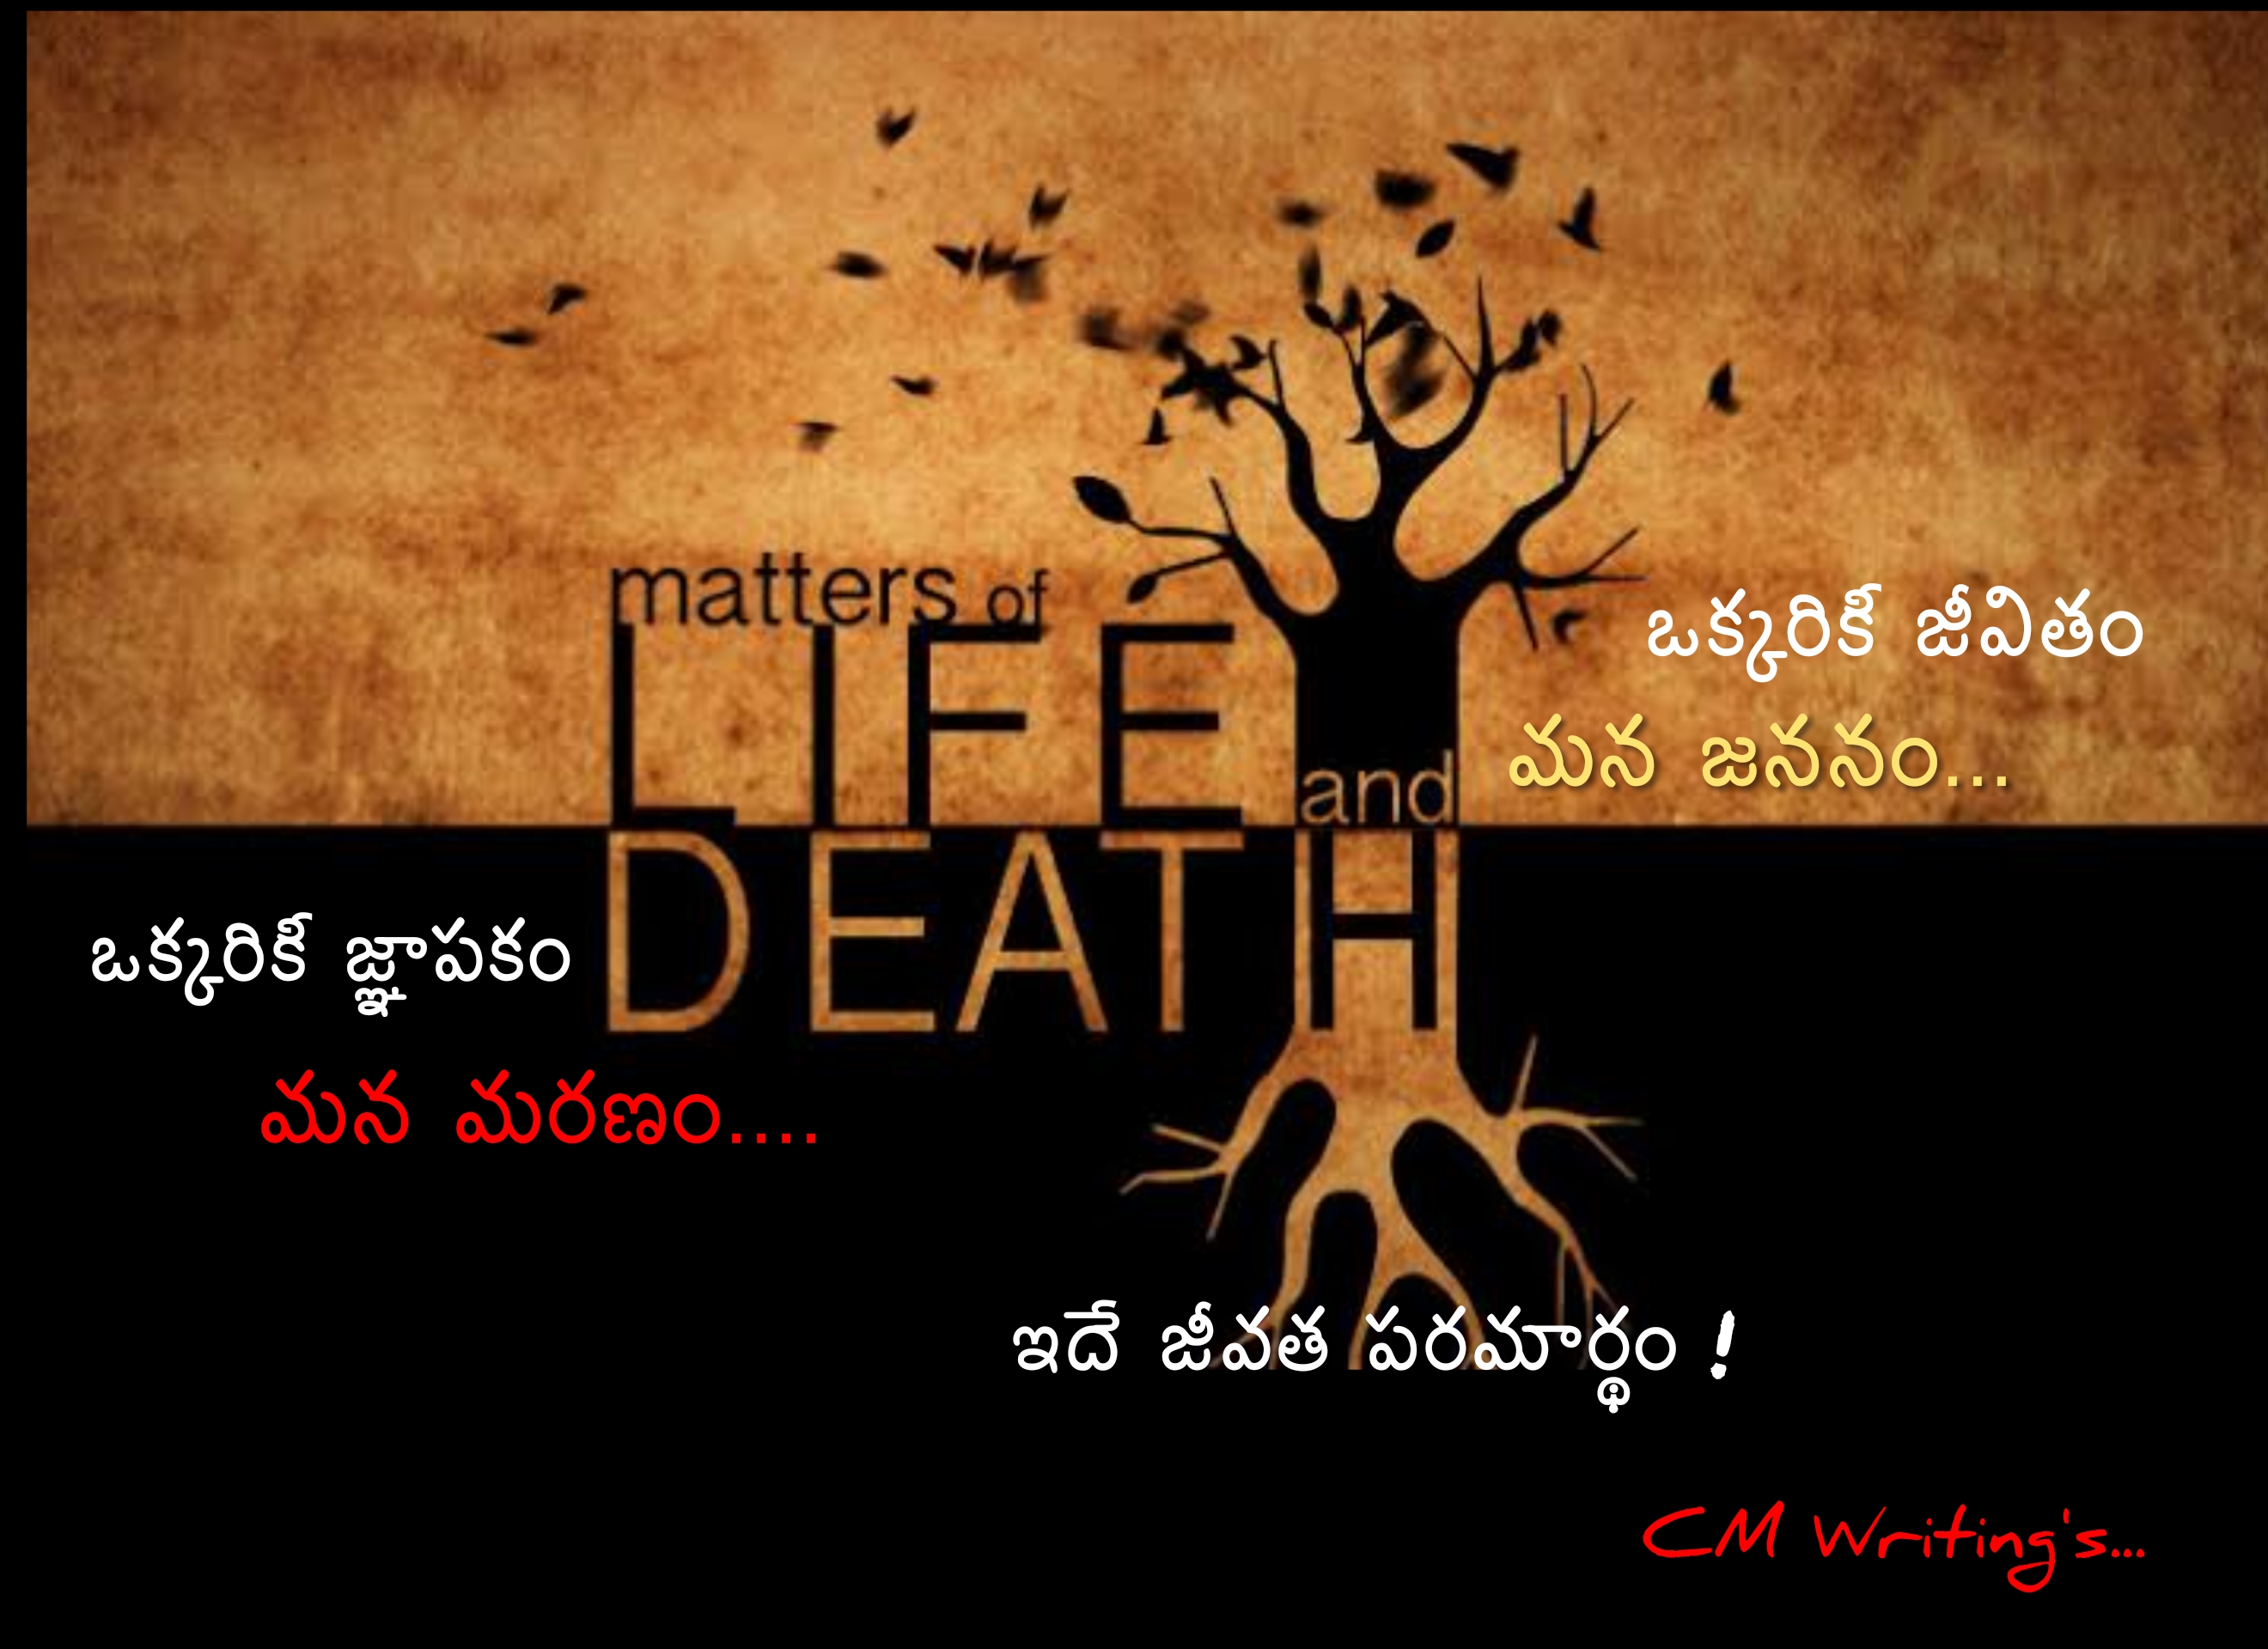 matters of
LIFE
and
DEATH
ఒక్కరికే జీవితం
మన జననం...
ఒక్కరికే జ్ఞాపకం
మన మరణం....
ఇదే జీవత పరమార్థం !
CM Writing's...